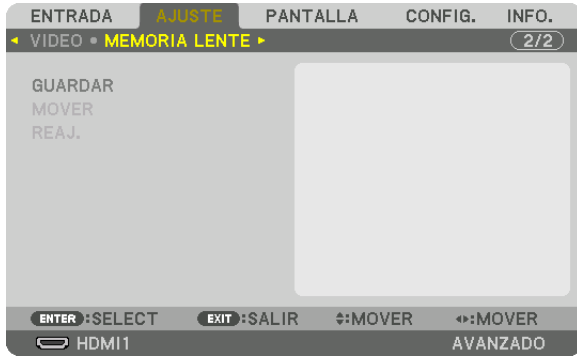 ENTRADA AJUSTE PANTALLA CONFIG. INFO.
◂ VIDEO • MEMORIA LENTE ▸ 2/2
GUARDAR
MOVER
REAJ.
ENTER :SELECT EXIT :SALIR ♦:MOVER ◂▸:MOVER
HDMI1 AVANZADO